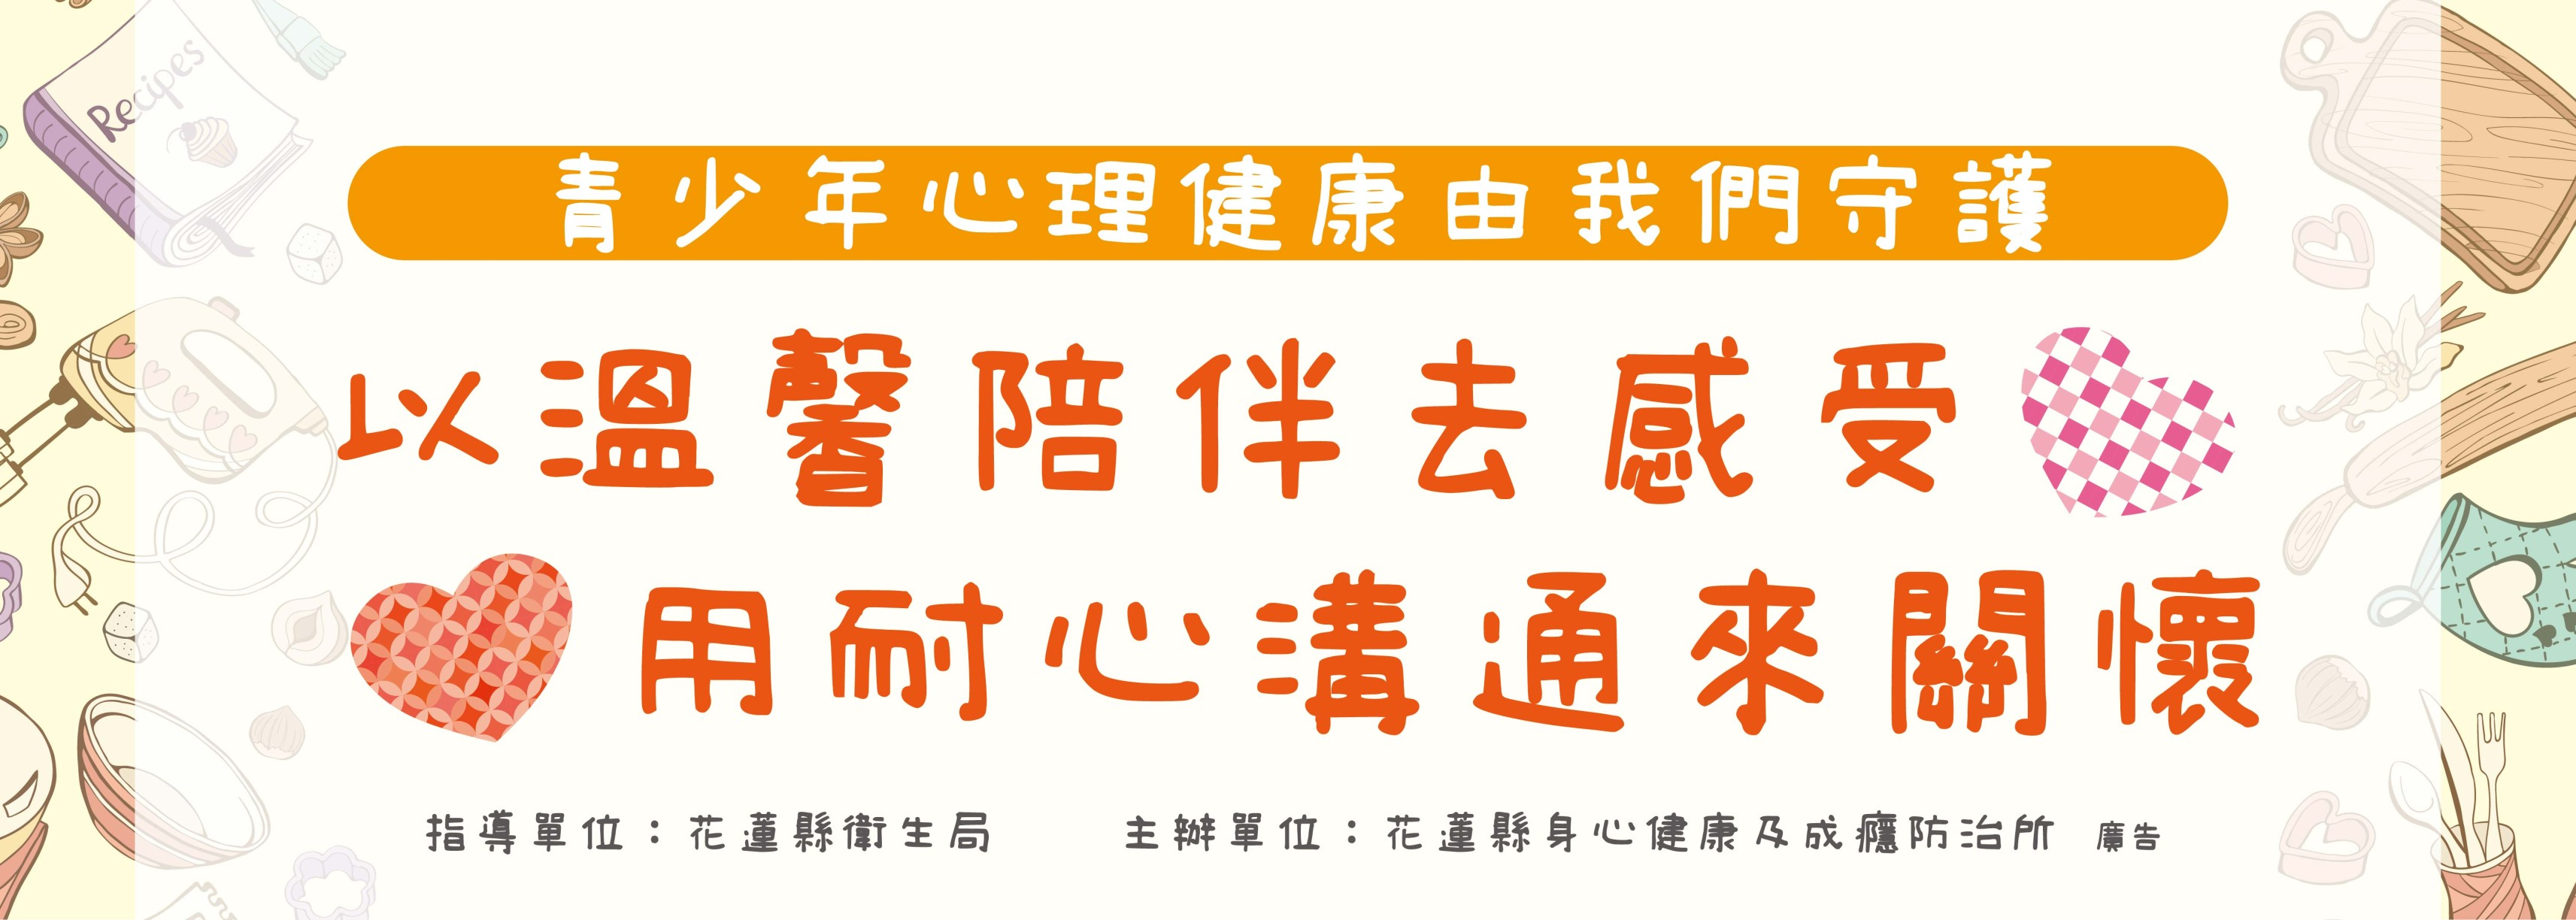 Recipes
青少年心理健康由我們守護
以溫馨陪伴去感受
用耐心溝通來關懷
指導單位：花蓮縣衛生局 主辦單位：花蓮縣身心健康及成癮防治所 廣告